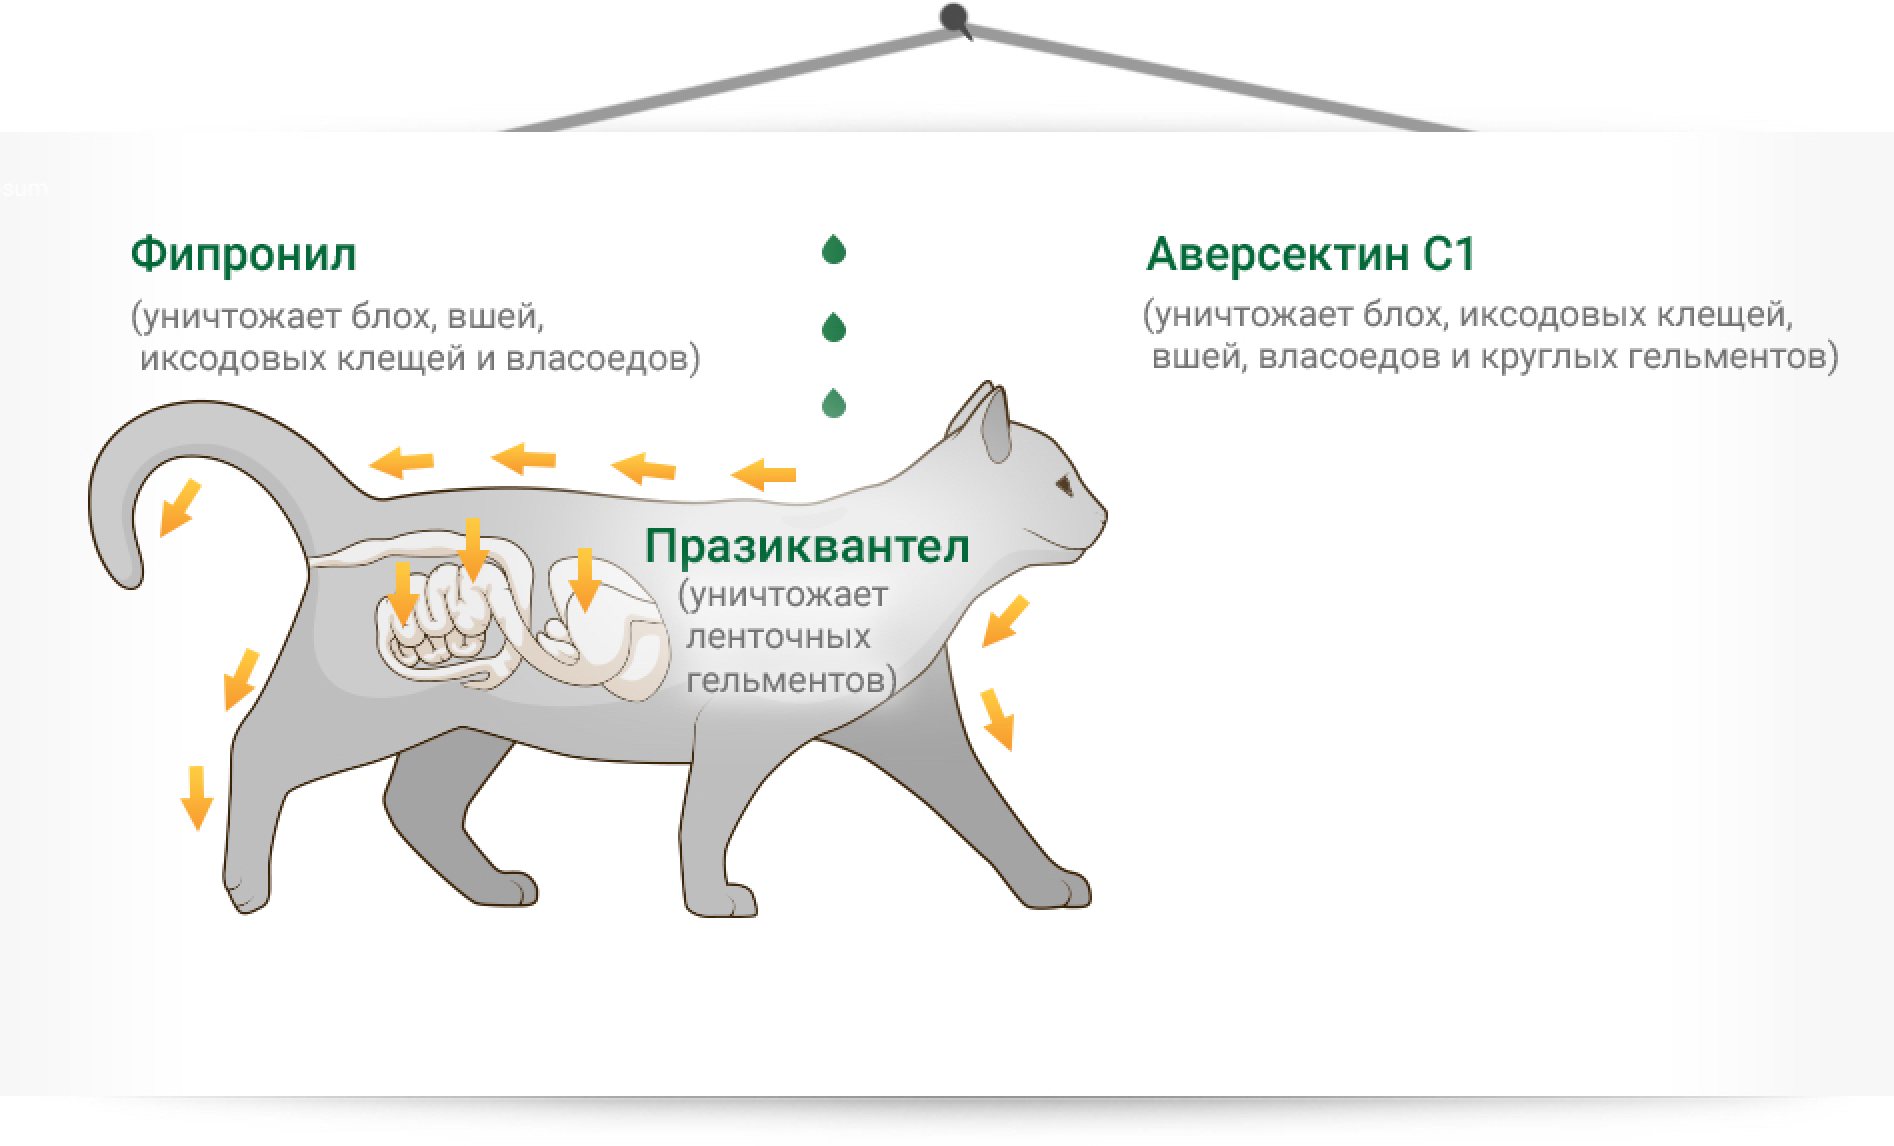 sum
Фипронил
(уничтожает блох, вшей,
иксодовых клещей и власоедов)
Аверсектин С1
(уничтожает блох, иксодовых клещей,
вшей, власоедов и круглых гельментов)
Празиквантел
(уничтожает
ленточных
гельментов)